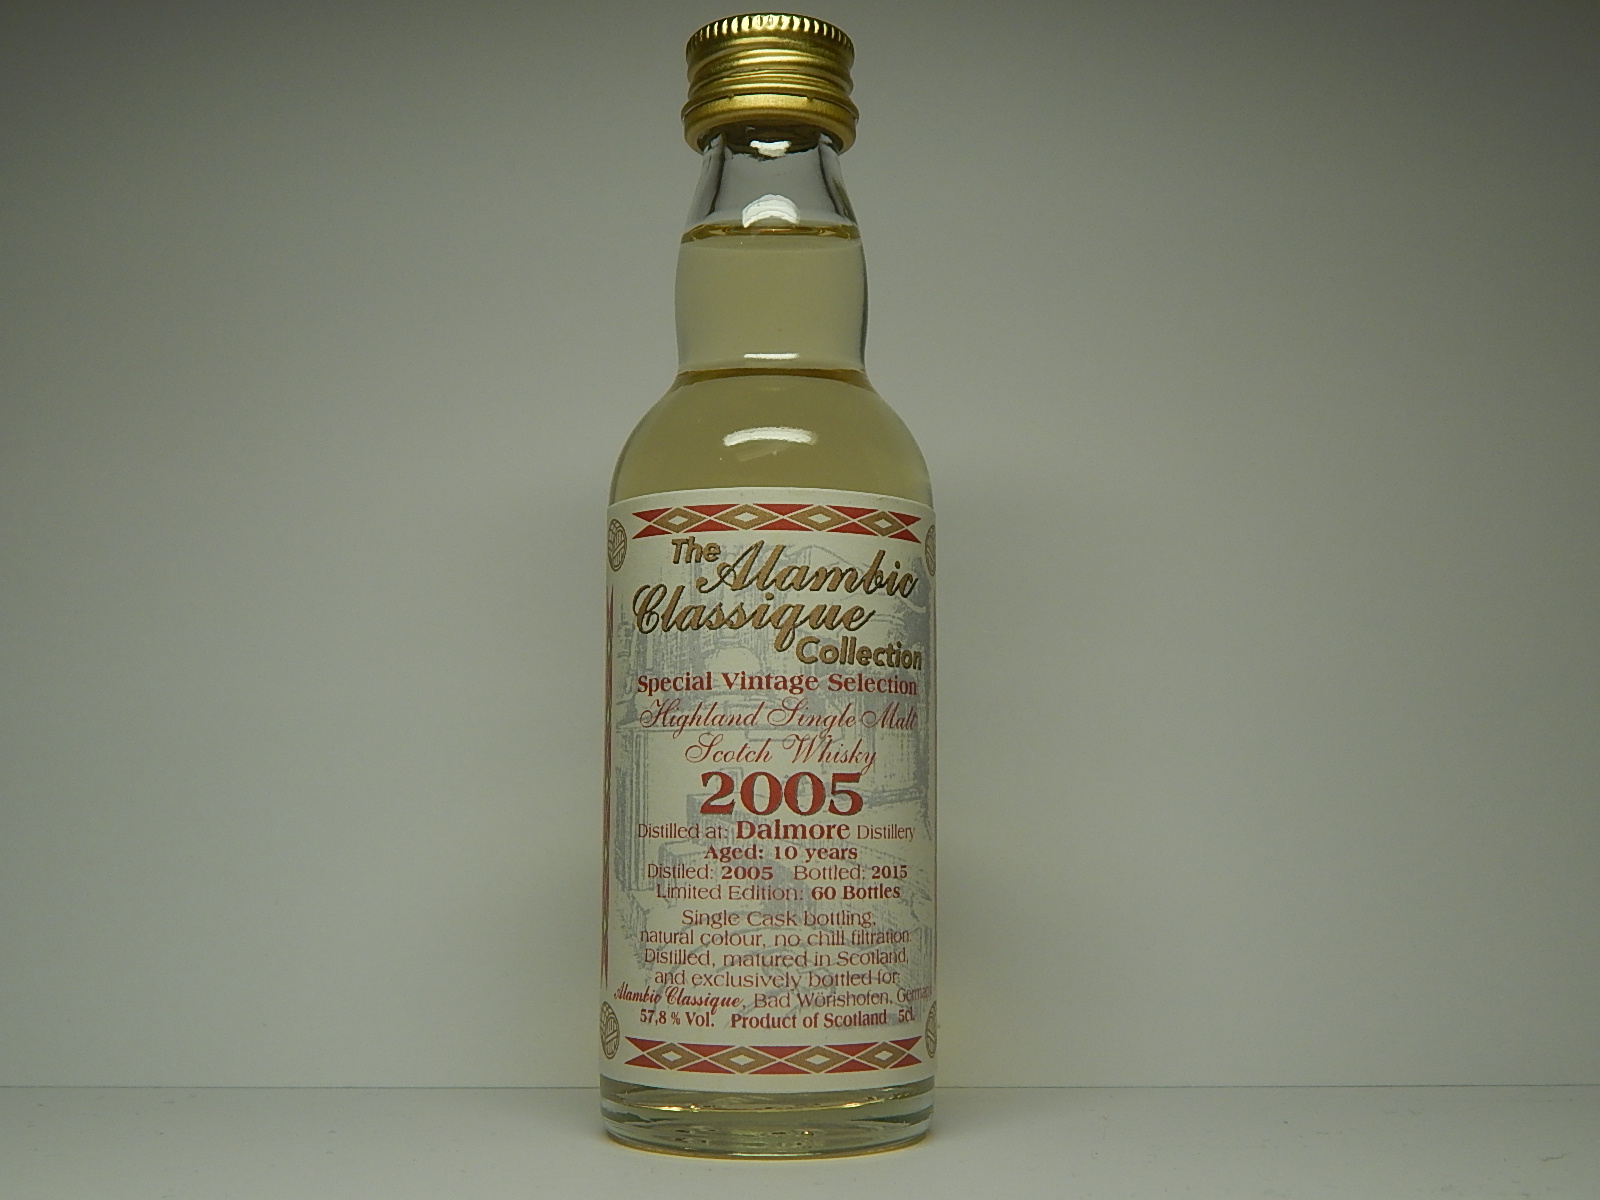 The Alambic
Classique
Collection
Special Vintage Selection
Highland Single Malt
Scotch Whisky
2005
Distilled at: Dalmore Distillery
Aged: 10 years
Distiled: 2005 Bottled: 2015
Limited Edition: 60 Bottles
Single Cask bottling,
natural colour, no chill filtration.
Distilled, matured in Scotland,
and exclusively bottled for:
Alambic Classique, Bad Wörishofen, Germany
57,8 % Vol. Product of Scotland 5cl.